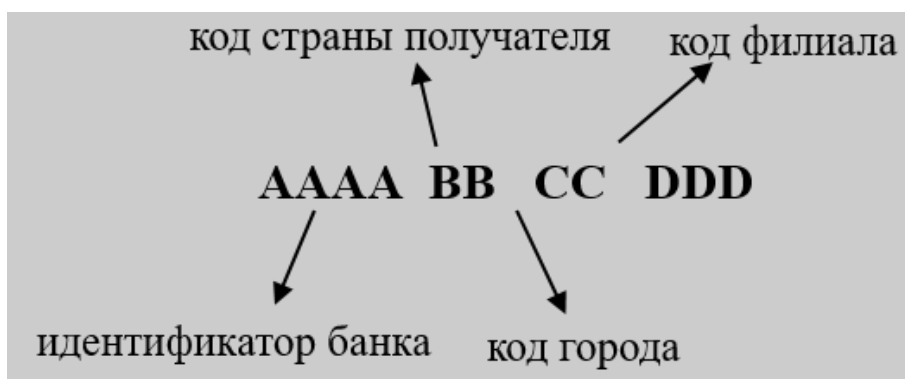 код страны получателя код филиала
AAAA BB CC DDD
идентификатор банка код города